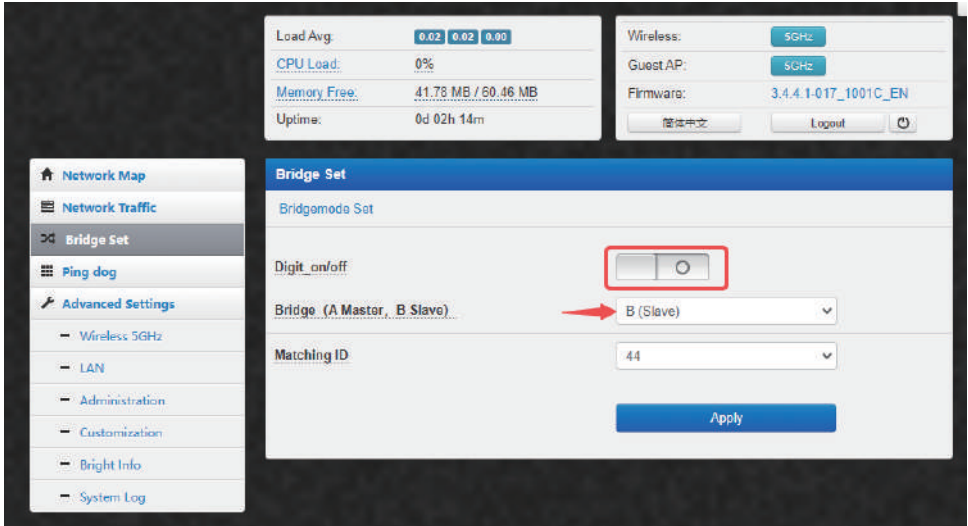 Load Avg: 0.02 0.02 0.00
CPU Load: 0%
Memory Free: 41.78 MB / 60.46 MB
Uptime: 0d 02h 14m
Wireless: 5GHz
Guest AP: 5GHz
Firmware: 3.4.4.1-017_1001C_EN
简体中文 Logout
Network Map
Network Traffic
Bridge Set
Ping dog
Advanced Settings
Wireless 5GHz
LAN
Administration
Customization
Bright Info
System Log
Bridge Set
Bridgemode Set
Digit_on/off
Bridge (A Master, B Slave) B (Slave)
Matching ID 44
Apply